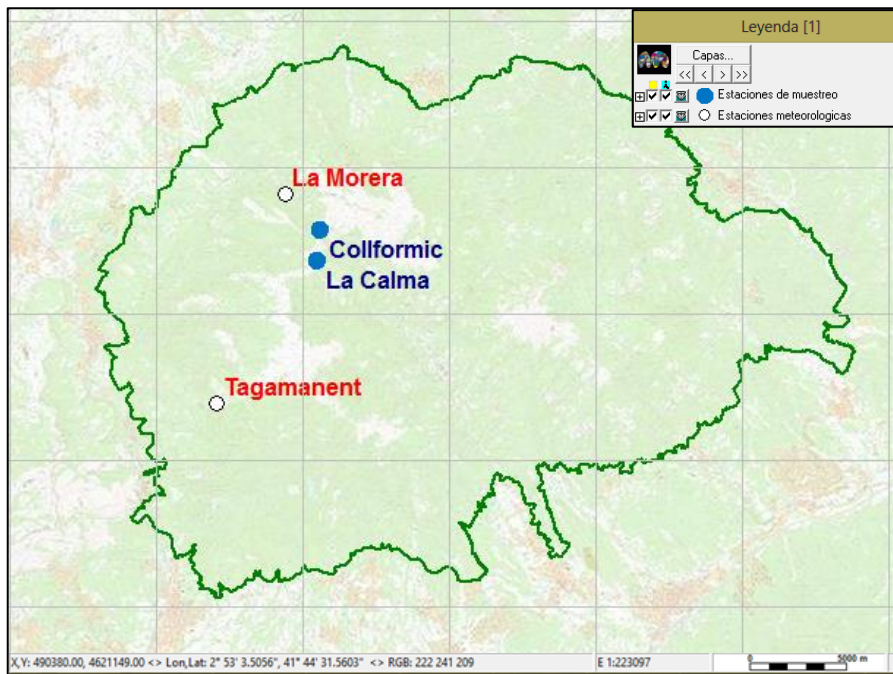 Leyenda [1]
Capas...
<< < > >>
Estaciones de muestreo
Estaciones meteorologicas
La Morera
Collformic
La Calma
Tagamanent
X,Y: 490380.00, 4621149.00 <> Lon,Lat: 2° 53' 3.5056", 41° 44' 31.5603" <> RGB: 222 241 209
E 1:223097
0 5000 m